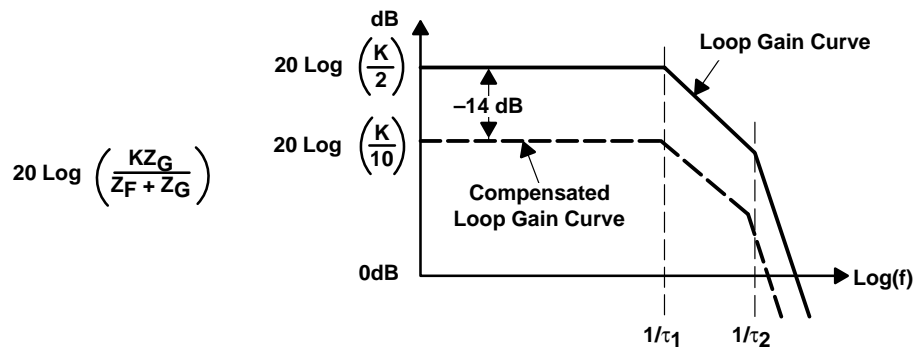 dB
Loop Gain Curve
20 Log (K/2)
–14 dB
20 Log (K/10)
20 Log (KZG/ZF + ZG)
Compensated
Loop Gain Curve
0dB
Log(f)
1/τ1
1/τ2